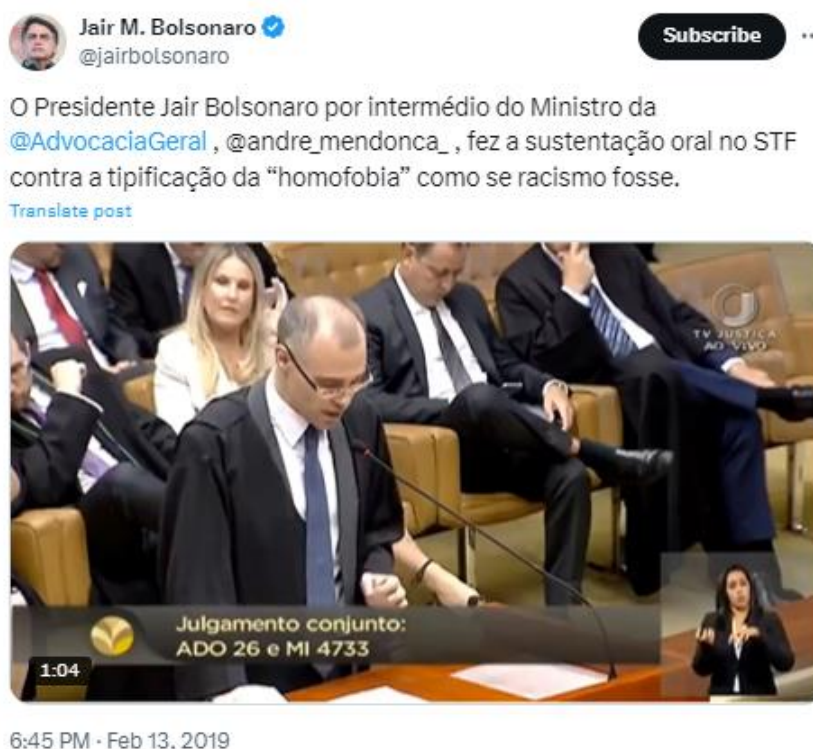 Jair M. Bolsonaro
@jairbolsonaro
Subscribe
O Presidente Jair Bolsonaro por intermédio do Ministro da
@AdvocaciaGeral , @andre_mendonca_ , fez a sustentação oral no STF
contra a tipificação da “homofobia” como se racismo fosse.
Translate post
TV JUSTIÇA
AO VIVO
Julgamento conjunto:
ADO 26 e MI 4733
1:04
6:45 PM · Feb 13, 2019